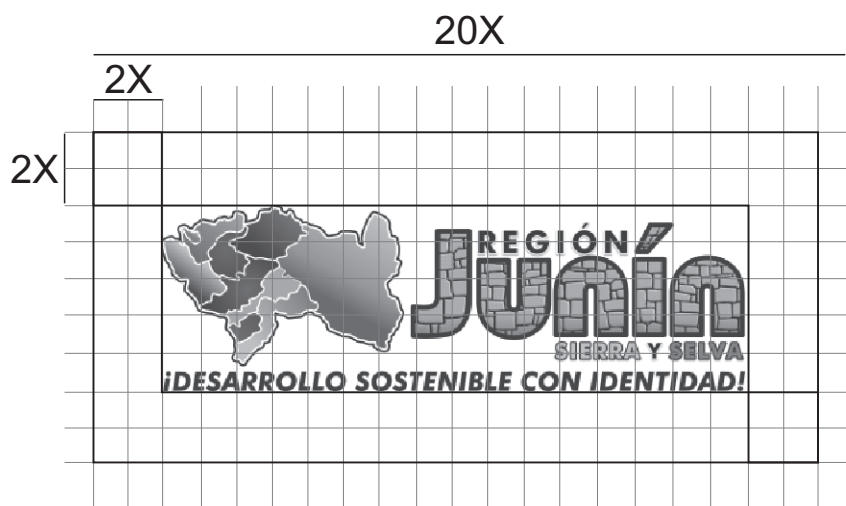 20X
2X
2X
REGIÓN
Junín
SIERRA Y SELVA
¡DESARROLLO SOSTENIBLE CON IDENTIDAD!